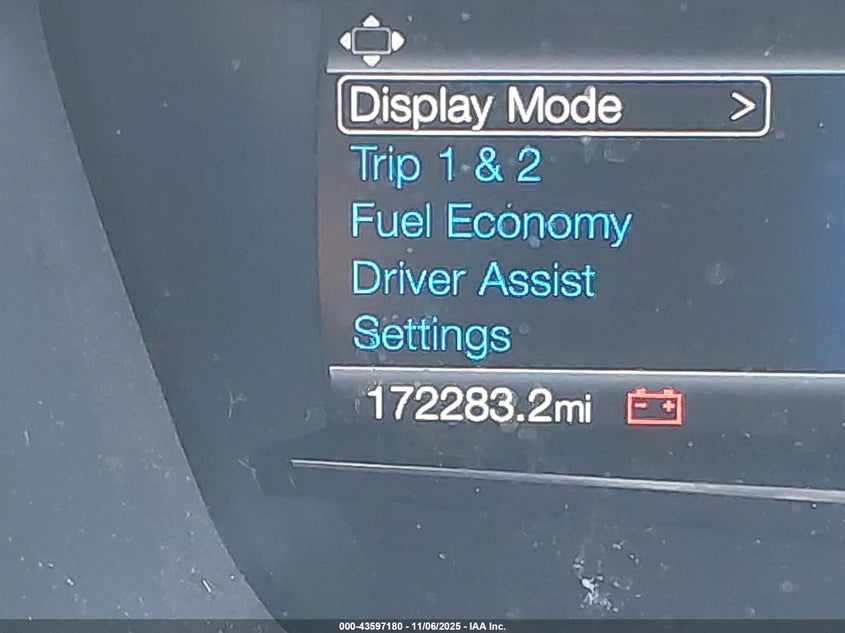 Display Mode >
Trip 1 & 2
Fuel Economy
Driver Assist
Settings
172283.2mi
000-43597180 - 11/06/2025 - IAA Inc.